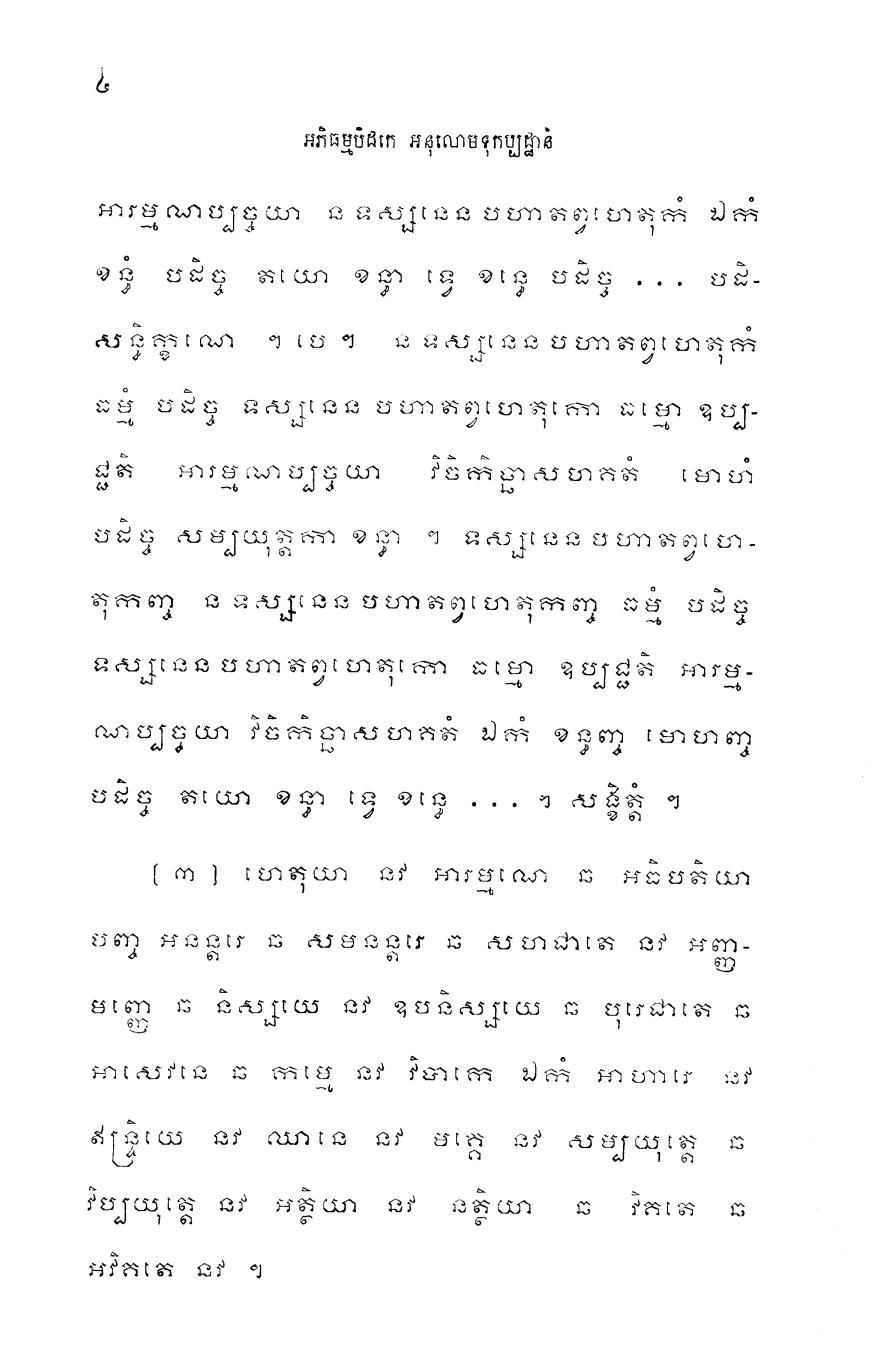 ៤
អភិធម្មបិដកេ អនុលោមទុកប្បដ្ឋានំ
អារម្មណប្បច្ចយា ន ទស្សនេន បហាតព្វហេតុកំ ឯកំ
ខន្ធំ បដិច្ច តយោ ខន្ធា ទ្វេ ខន្ធេ បដិច្ច ... បដិ-
សន្ធិក្ខណេ ។ បេ ។ ន ទស្សនេន បហាតព្វហេតុកំ
ធម្មំ បដិច្ច ទស្សនេន បហាតព្វហេតុកោ ធម្មោ ឧប្ប-
ជ្ជតិ អារម្មណប្បច្ចយា វិចិកិច្ឆាសហគតំ មោហំ
បដិច្ច សម្បយុត្តកា ខន្ធា ។ ទស្សនេន បហាតព្វហេ-
តុកញ្ច ន ទស្សនេន បហាតព្វហេតុកញ្ច ធម្មំ បដិច្ច
ទស្សនេន បហាតព្វហេតុកោ ធម្មោ ឧប្បជ្ជតិ អារម្ម-
ណប្បច្ចយា វិចិកិច្ឆាសហគតំ ឯកំ ខន្ធញ្ច មោហញ្ច
បដិច្ច តយោ ខន្ធា ទ្វេ ខន្ធេ ... ។ សង្ខិត្តំ ។
[ ៣ ] ហេតុយា នវ អារម្មណេ ឆ អធិបតិយា
បញ្ច អនន្តរេ ឆ សមនន្តរេ ឆ សហជាតេ នវ អញ្ញ-
មញ្ញេ ឆ និស្សយេ នវ ឧបនិស្សយេ ឆ បុរេជាតេ ឆ
អាសេវនេ ឆ កម្មេ នវ វិបាកេ ឯកំ អាហារេ នវ
ឥន្ទ្រិយេ នវ ឈានេ នវ មគ្គេ នវ សម្បយុត្តេ ឆ
វិប្បយុត្តេ នវ អត្ថិយា នវ នត្ថិយា ឆ វិគតេ ឆ
អវិគតេ នវ ។